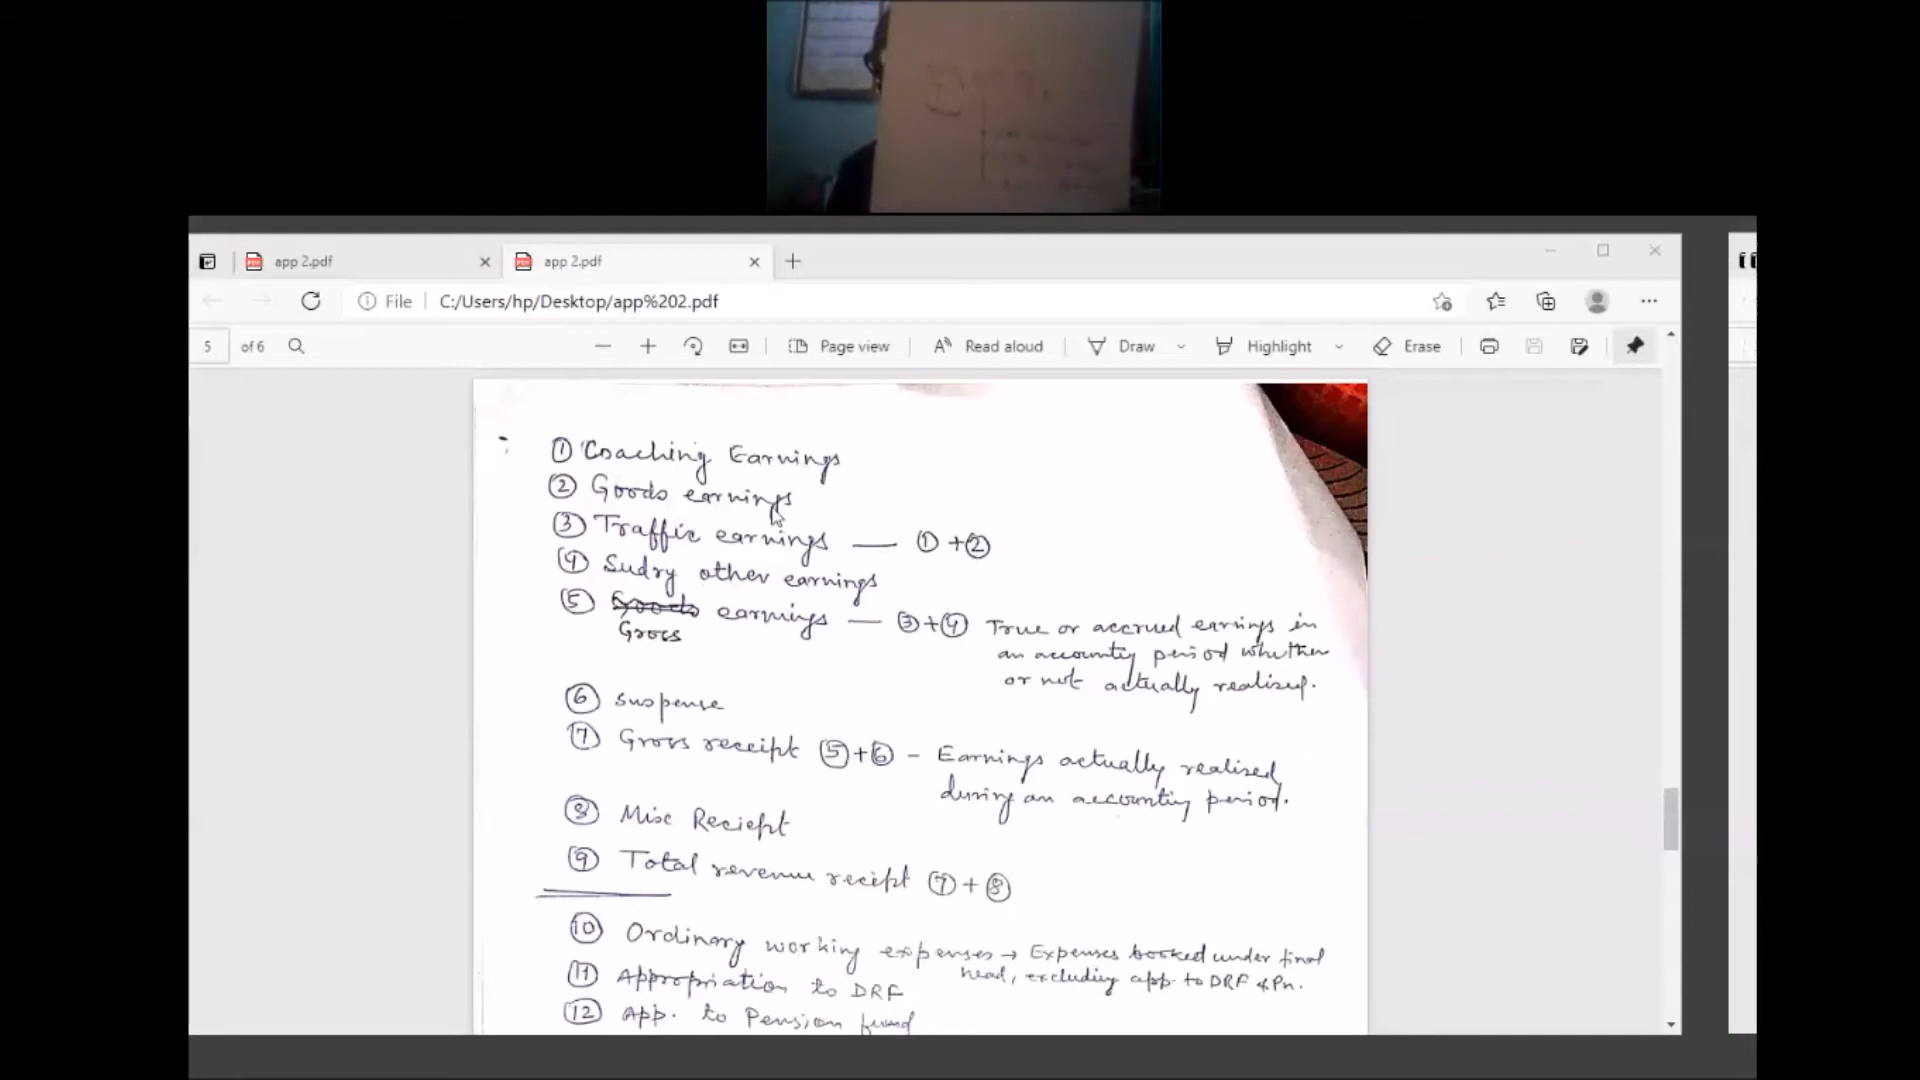 app 2.pdf
app 2.pdf
File
C:/Users/hp/Desktop/app%202.pdf
5 of 6
Page view
Read aloud
Draw
Highlight
Erase
① Coaching Earnings
② Goods earnings
③ Traffic earnings — ① + ②
④ Sudry other earnings
⑤ Goods earnings — ③ + ④ True or accrued earnings in
Gross
an accounting period whether
or not actually realised.
⑥ Suspense
⑦ Gross receipt ⑤ + ⑥ - Earnings actually realised
during an accounting period.
⑧ Misc Reciept
⑨ Total revenue reciept ⑦ + ⑧
⑩ Ordinary working expenses → Expenses booked under final
head, excluding app. to DRF & Pn.
⑪ Appropriation to DRF
⑫ App. to Pension fund